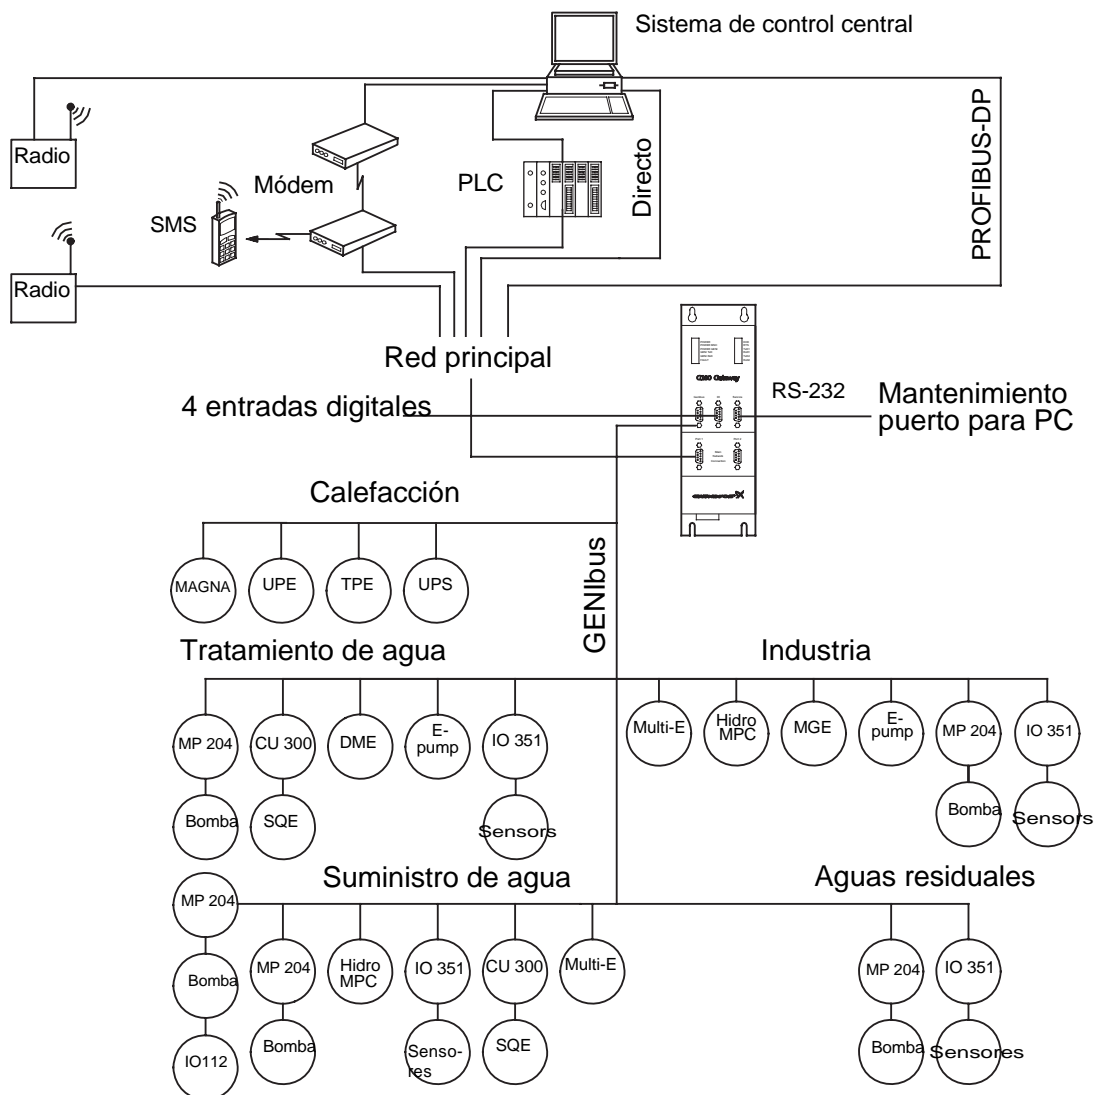 Sistema de control central
Radio
Módem
PLC
Directo
PROFIBUS-DP
SMS
Radio
Red principal
G100 Gateway
RS-232
4 entradas digitales
Mantenimiento
puerto para PC
Calefacción
GENIbus
MAGNA
UPE
TPE
UPS
Tratamiento de agua
Industria
MP 204
CU 300
DME
E-
pump
IO 351
Multi-E
Hidro
MPC
MGE
E-
pump
MP 204
IO 351
Bomba
SQE
Sensors
Bomba
Sensors
Suministro de agua
Aguas residuales
MP 204
Bomba
IO112
MP 204
Hidro
MPC
IO 351
CU 300
Multi-E
MP 204
IO 351
Bomba
Senso-
res
SQE
Bomba
Sensores